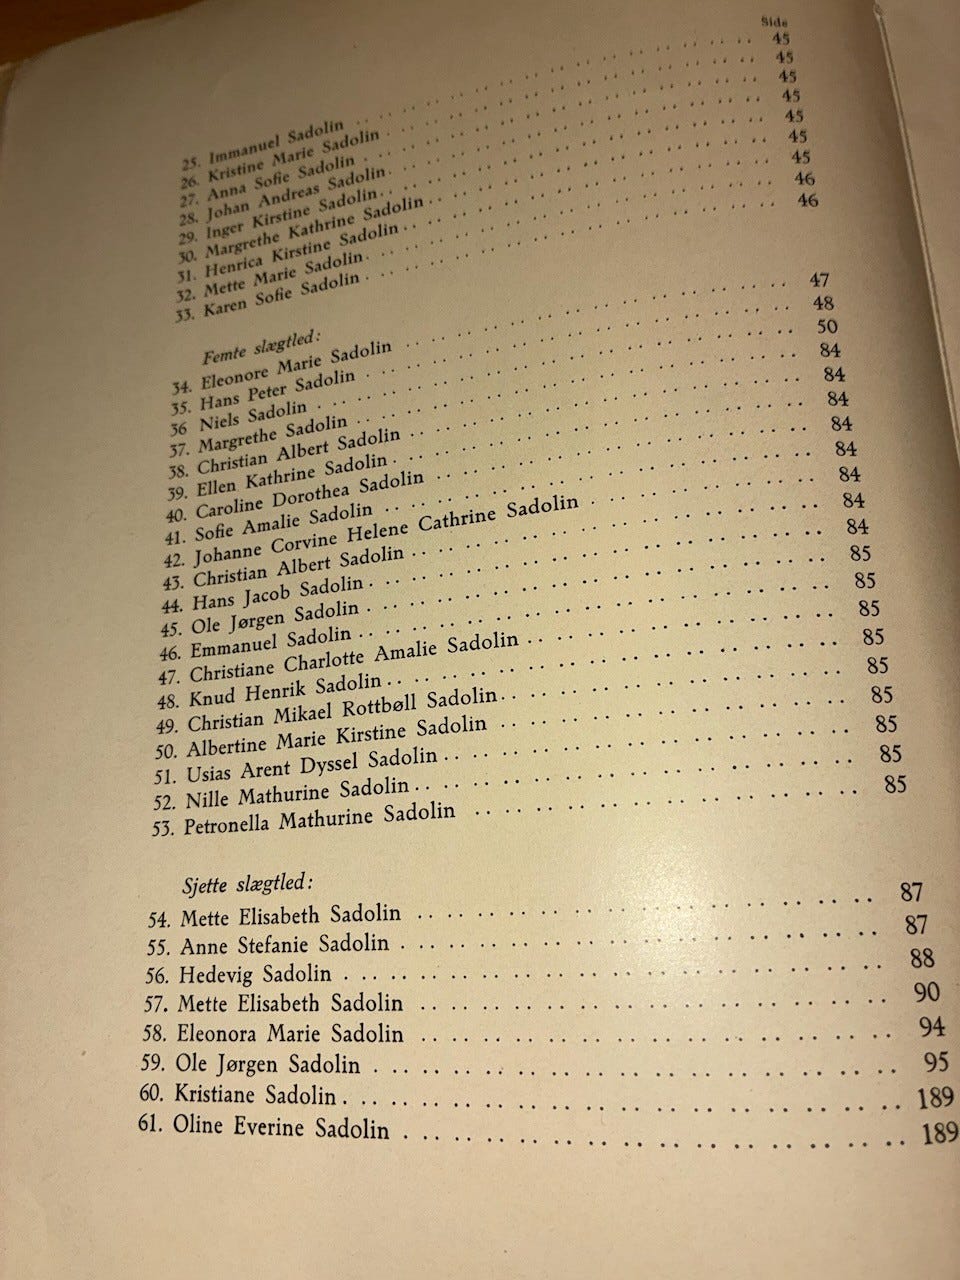 Side
25. Immanuel Sadolin 45
26. Kristine Marie Sadolin 45
27. Anna Sofie Sadolin 45
28. Johan Andreas Sadolin 45
29. Inger Kirstine Sadolin 45
30. Margrethe Kathrine Sadolin 45
31. Henrica Kirstine Sadolin 45
32. Mette Marie Sadolin 46
33. Karen Sofie Sadolin 46
Femte slægtled:
34. Eleonore Marie Sadolin 47
35. Hans Peter Sadolin 48
36 Niels Sadolin 50
37. Margrethe Sadolin 84
38. Christian Albert Sadolin 84
39. Ellen Kathrine Sadolin 84
40. Caroline Dorothea Sadolin 84
41. Sofie Amalie Sadolin 84
42. Johanne Corvine Helene Cathrine Sadolin 84
43. Christian Albert Sadolin 84
44. Hans Jacob Sadolin 84
45. Ole Jørgen Sadolin 85
46. Emmanuel Sadolin 85
47. Christiane Charlotte Amalie Sadolin 85
48. Knud Henrik Sadolin 85
49. Christian Mikael Rottbøll Sadolin 85
50. Albertine Marie Kirstine Sadolin 85
51. Usias Arent Dyssel Sadolin 85
52. Nille Mathurine Sadolin 85
53. Petronella Mathurine Sadolin 85
Sjette slægtled:
54. Mette Elisabeth Sadolin 87
55. Anne Stefanie Sadolin 87
56. Hedevig Sadolin 88
57. Mette Elisabeth Sadolin 90
58. Eleonora Marie Sadolin 94
59. Ole Jørgen Sadolin 95
60. Kristiane Sadolin 189
61. Oline Everine Sadolin 189